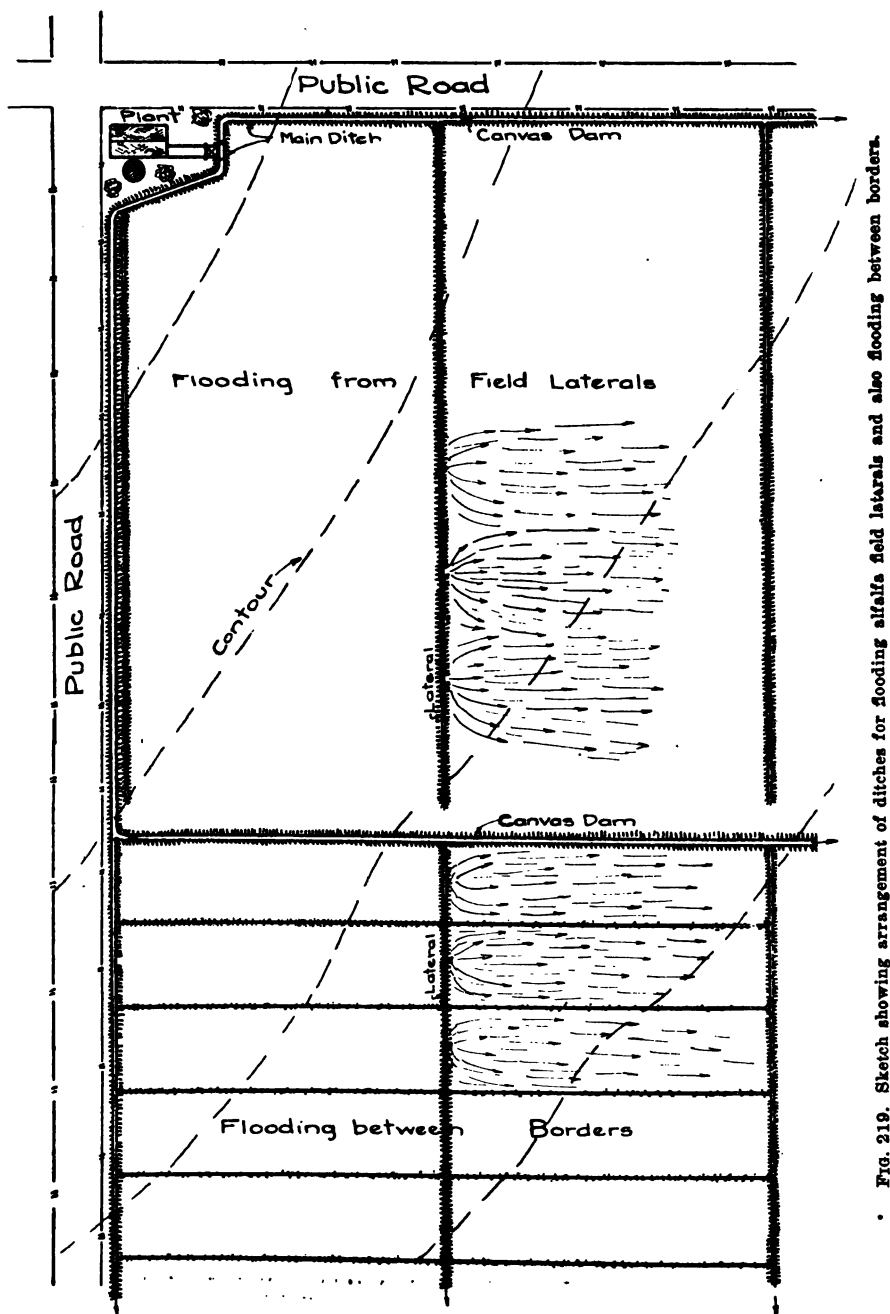 Public Road
Plant
Main Ditch
Canvas Dam
Flooding from Field Laterals
Public Road
Contour
Lateral
Canvas Dam
Lateral
Flooding between Borders
FIG. 219. Sketch showing arrangement of ditches for flooding alfalfa field latarals and also flooding between borders.